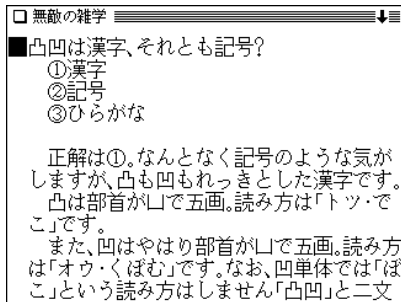 無敵の雑学
■凸凹は漢字、それとも記号?
①漢字
②記号
③ひらがな
正解は①。なんとなく記号のような気が
しますが、凸も凹もれっきとした漢字です。
凸は部首が凵で五画。読み方は「トツ・で
こ」です。
また、凹はやはり部首が凵で五画。読み方
は「オウ・くぼむ」です。なお、凹単体では「ぼ
こ」という読み方はしません「凸凹」と二文